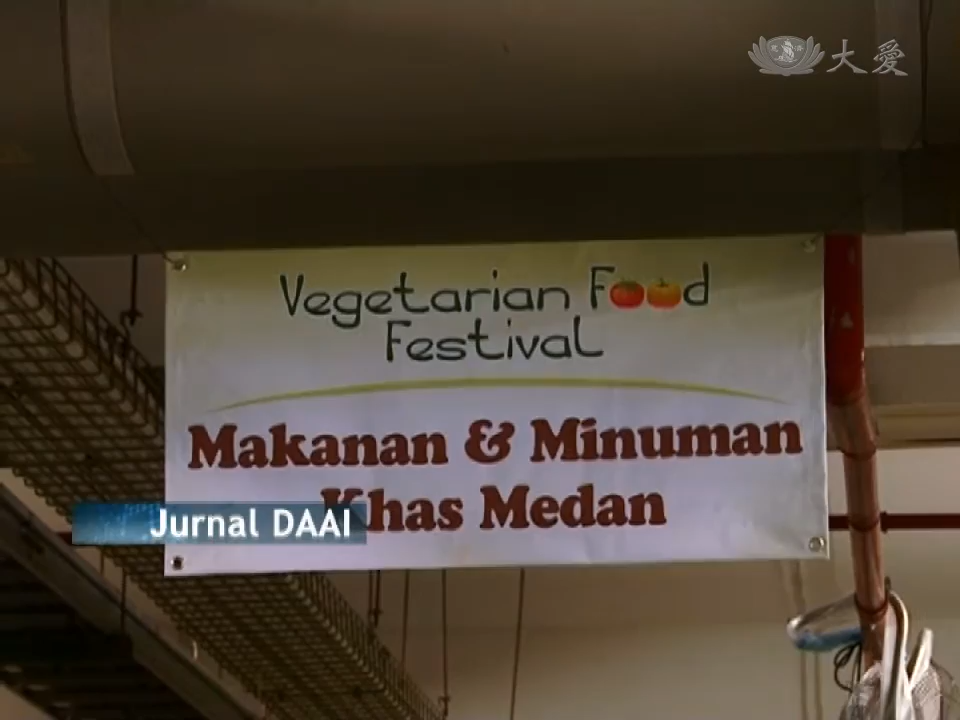 大愛
Vegetarian Food
Festival
Makanan & Minuman
Khas Medan
Jurnal DAAI